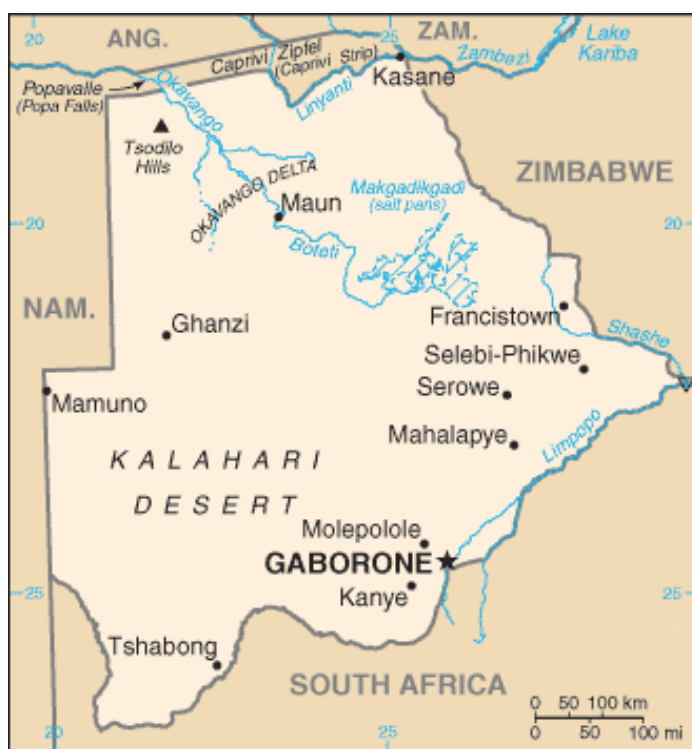 20
ANG.
25
ZAM.
Lake
Kariba
Caprivi Zipfel
(Caprivi Strip)
Zambezi
Kasane
Popavalle
(Popa Falls)
Okavango
Linyanti
Tsodilo
Hills
ZIMBABWE
OKAVANGO DELTA
Makgadikgadi
(salt pans)
Maun
20
20
Boteti
NAM.
Francistown
Ghanzi
Shashe
Selebi-Phikwe
Serowe
Mamuno
Mahalapye
Limpopo
KALAHARI
DESERT
Molepolole
GABORONE
25
Kanye
25
Tshabong
SOUTH AFRICA
0 50 100 km
0 50 100 mi
20
25